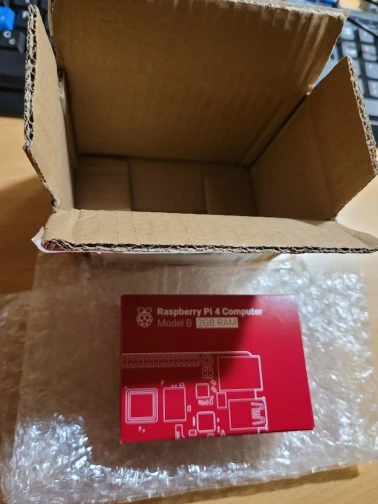 Raspberry Pi 4 Computer
Model B 2GB RAM